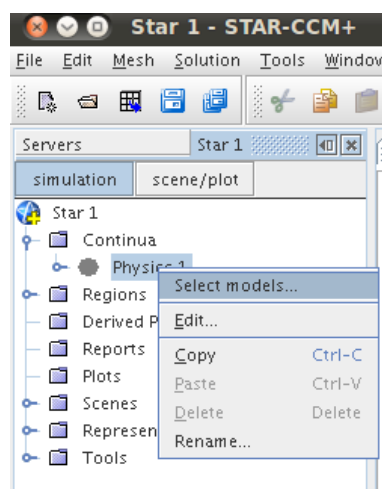 Star 1 - STAR-CCM+
File Edit Mesh Solution Tools
Servers Star 1
simulation scene/plot
Star 1
Continua
Physics 1
Select models...
Regions
Derived P
Edit...
Reports
Copy Ctrl-C
Plots
Paste Ctrl-V
Scenes
Delete Delete
Represen
Rename...
Tools